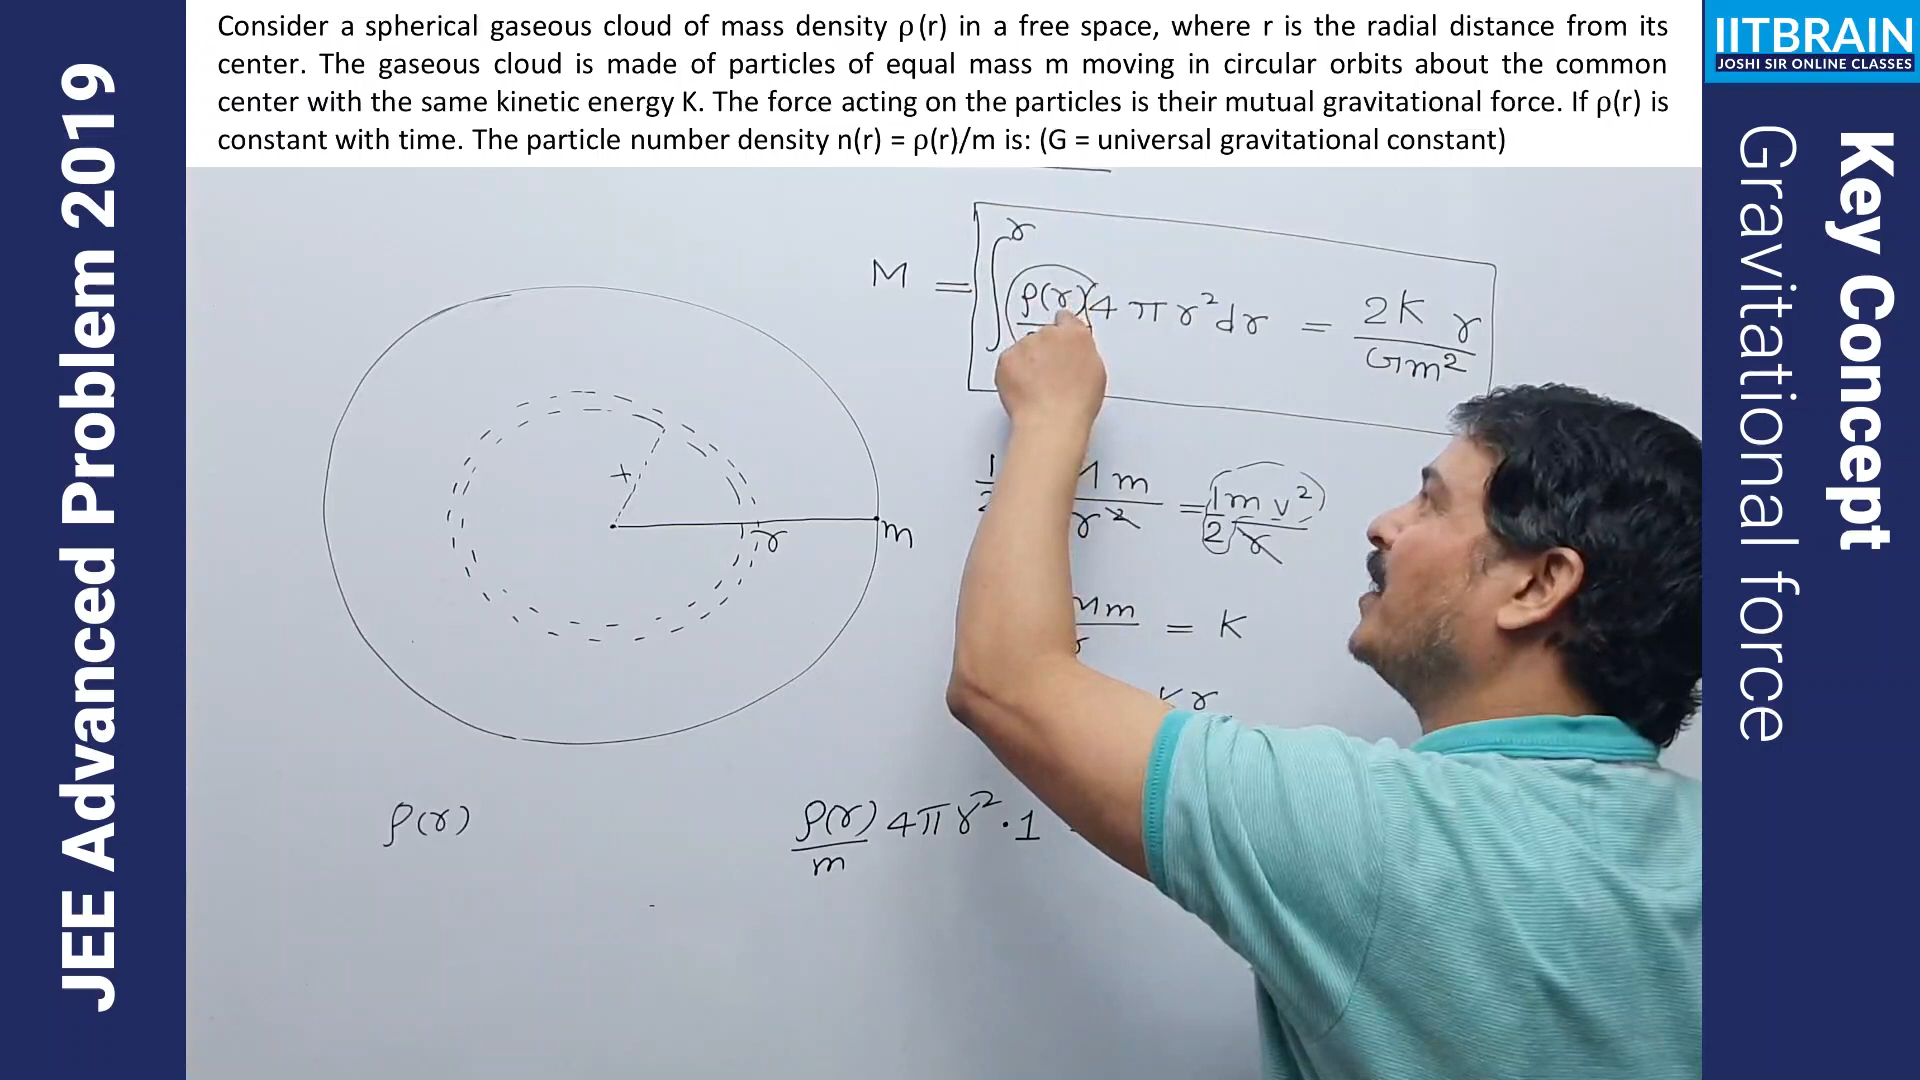 Consider a spherical gaseous cloud of mass density ρ(r) in a free space, where r is the radial distance from its
center. The gaseous cloud is made of particles of equal mass m moving in circular orbits about the common
center with the same kinetic energy K. The force acting on the particles is their mutual gravitational force. If ρ(r) is
constant with time. The particle number density n(r) = ρ(r)/m is: (G = universal gravitational constant)
IITBRAIN
JOSHI SIR ONLINE CLASSES
JEE Advanced Problem 2019
Key Concept
Gravitational force
M = ∫^r ρ(r) 4πr²dr = 2K r / Gm²
1/2 m / r² = 1/2 m v² / r
m = K
r
x
r
m
ρ(r)
ρ(r)/m 4πr² · 1